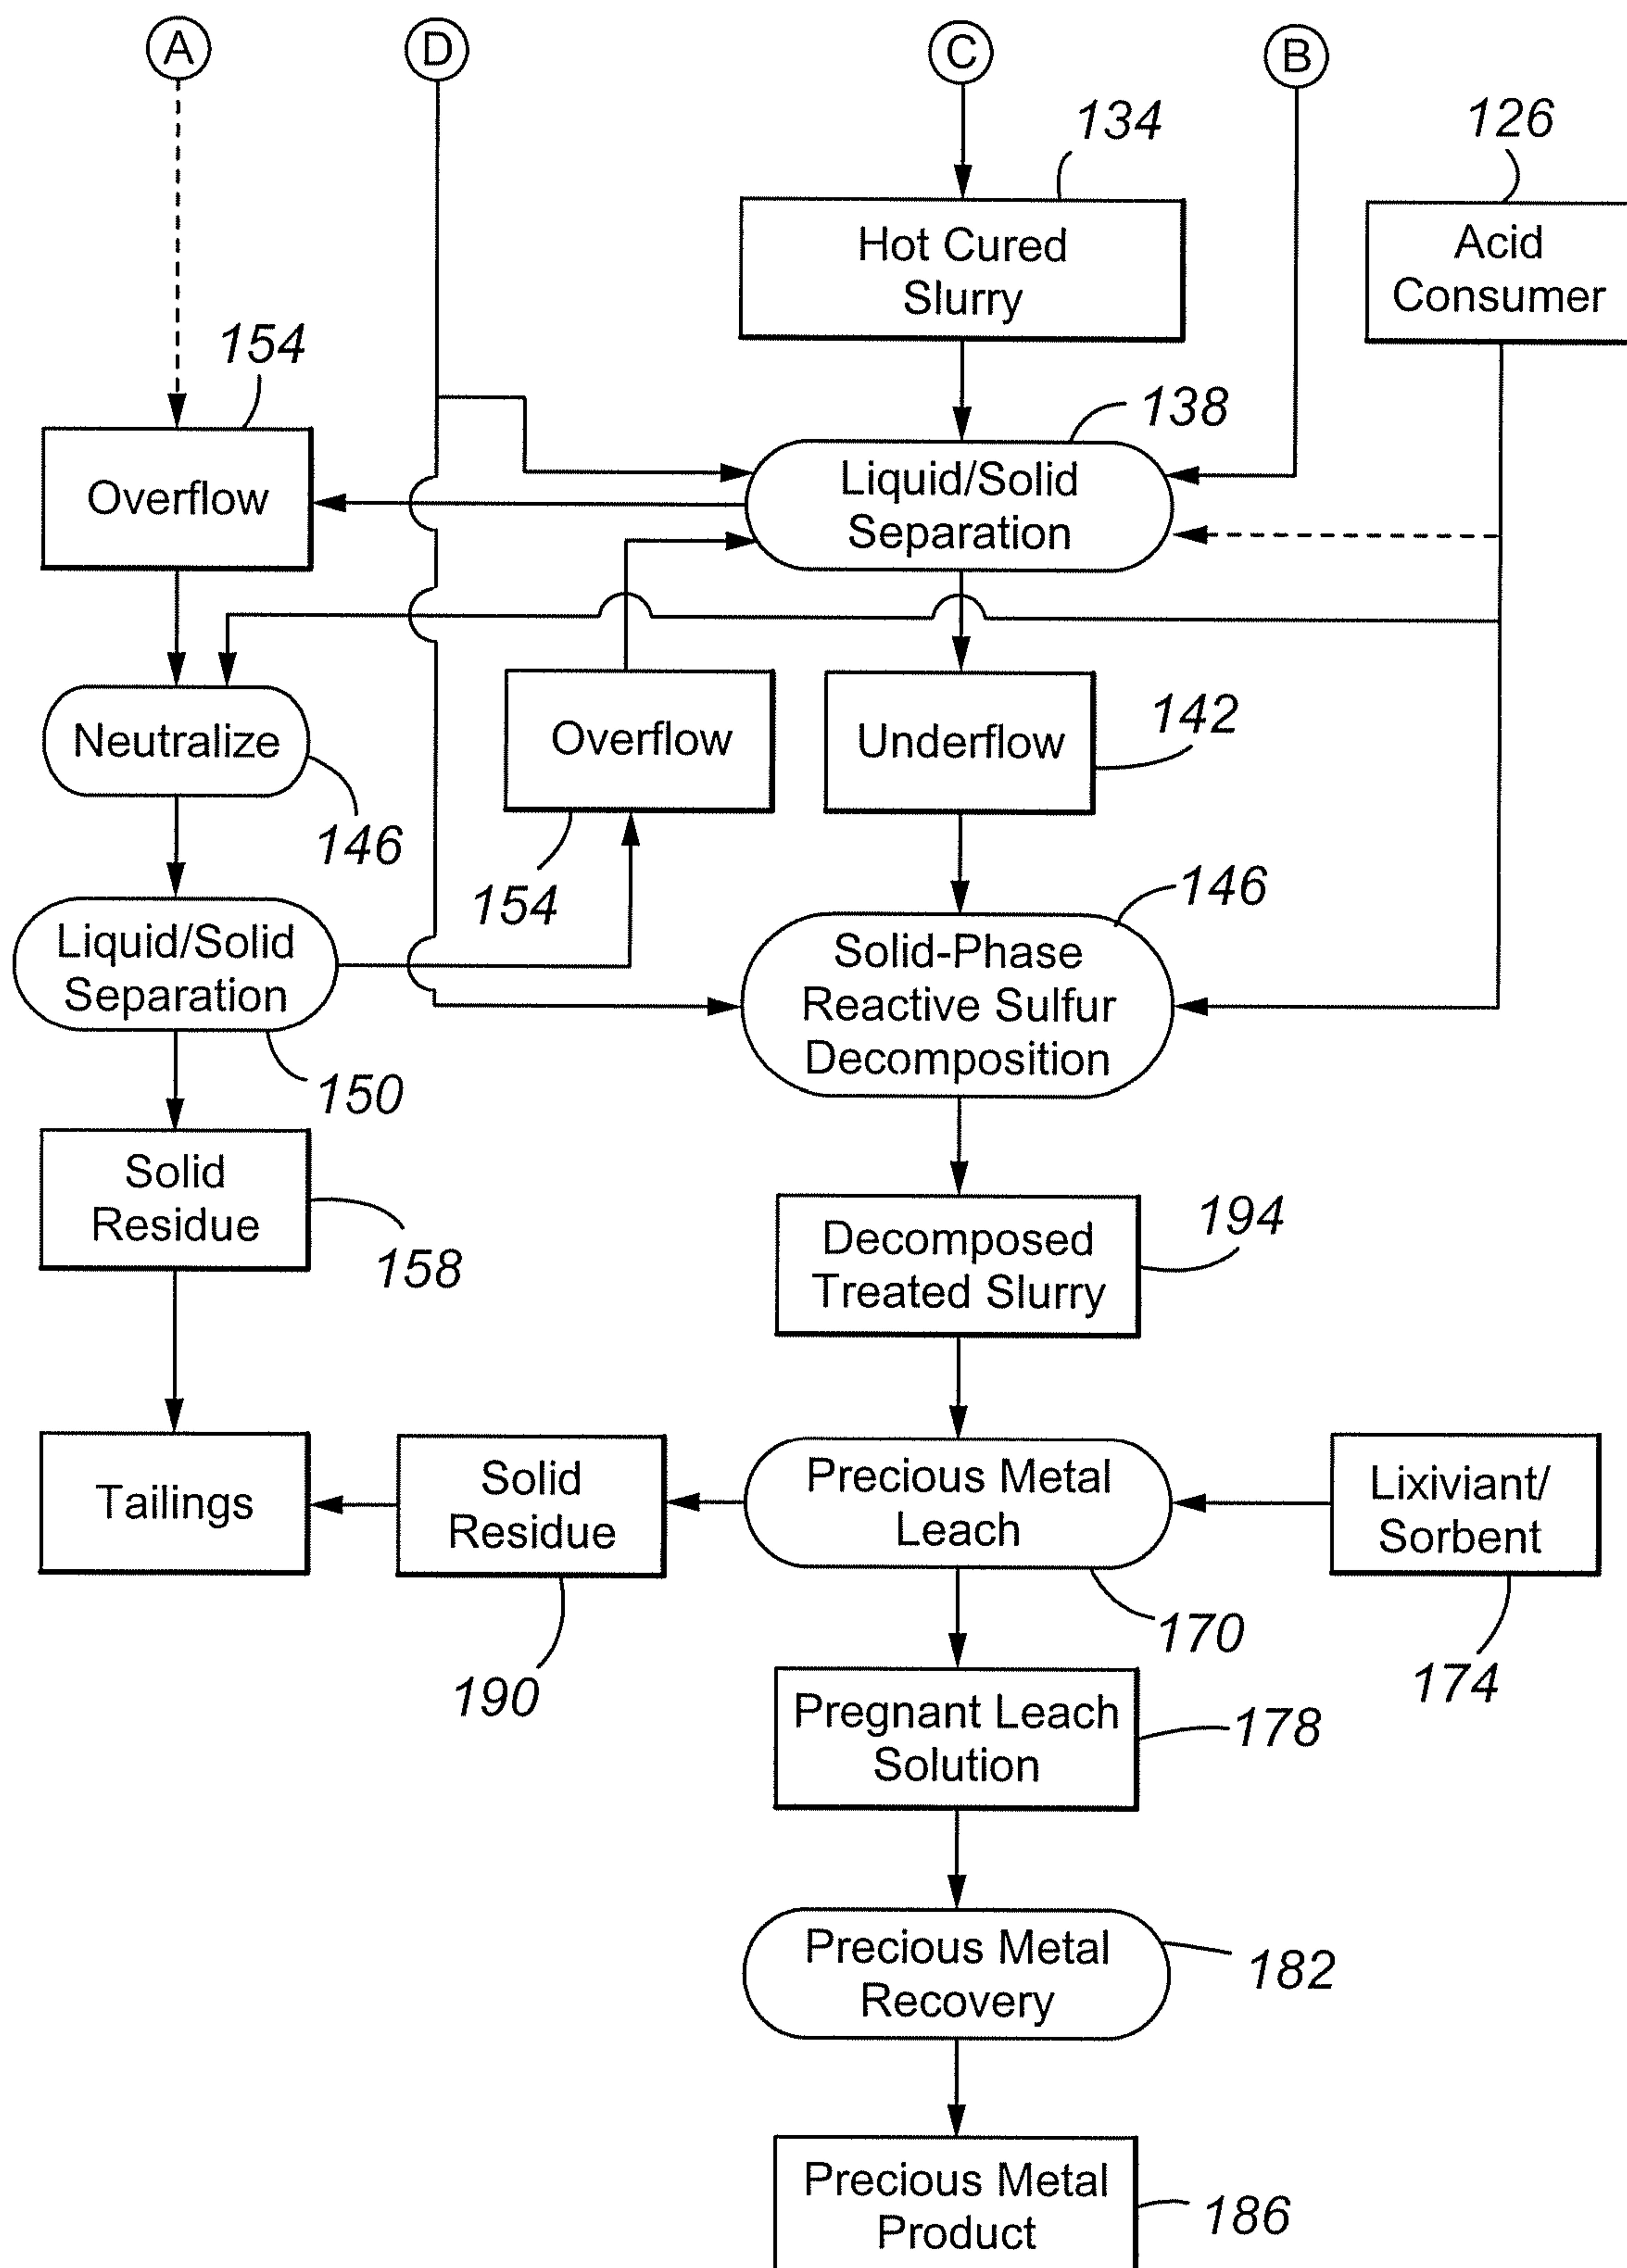 A
D
C
B
134
126
Hot Cured
Slurry
Acid
Consumer
154
138
Overflow
Liquid/Solid
Separation
Neutralize
146
Overflow
154
Underflow
142
146
Liquid/Solid
Separation
150
Solid-Phase
Reactive Sulfur
Decomposition
Solid
Residue
158
Decomposed
Treated Slurry
194
Tailings
Solid
Residue
190
Precious Metal
Leach
170
Lixiviant/
Sorbent
174
Pregnant Leach
Solution
178
Precious Metal
Recovery
182
Precious Metal
Product
186